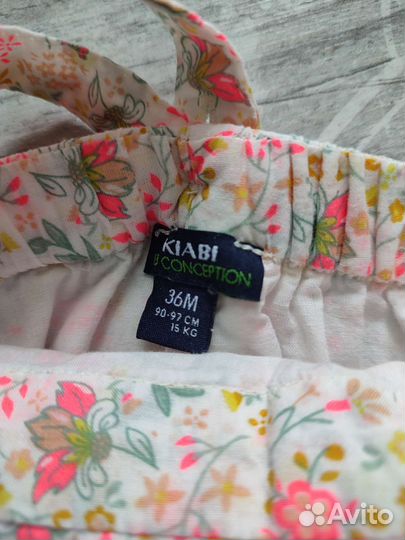 KIABI
CONCEPTION
36M
90-97 CM
15 KG
Avito